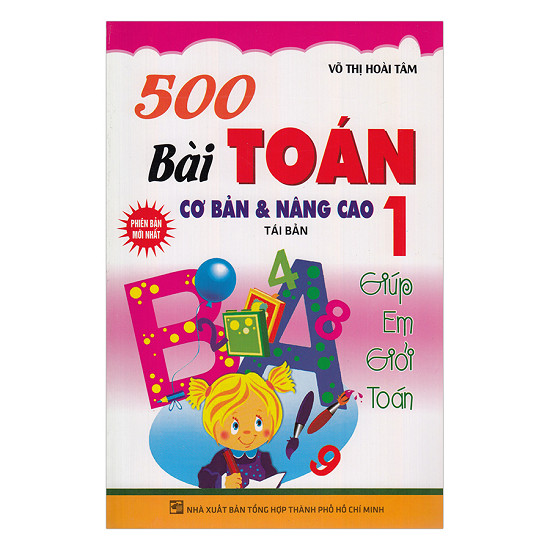 VÕ THỊ HOÀI TÂM
500
Bài TOÁN
CƠ BẢN & NÂNG CAO 1
TÁI BẢN
PHIÊN BẢN
MỚI NHẤT
Giúp
Em
Giỏi
Toán
B A
4
8
2
9
NHÀ XUẤT BẢN TỔNG HỢP THÀNH PHỐ HỒ CHÍ MINH